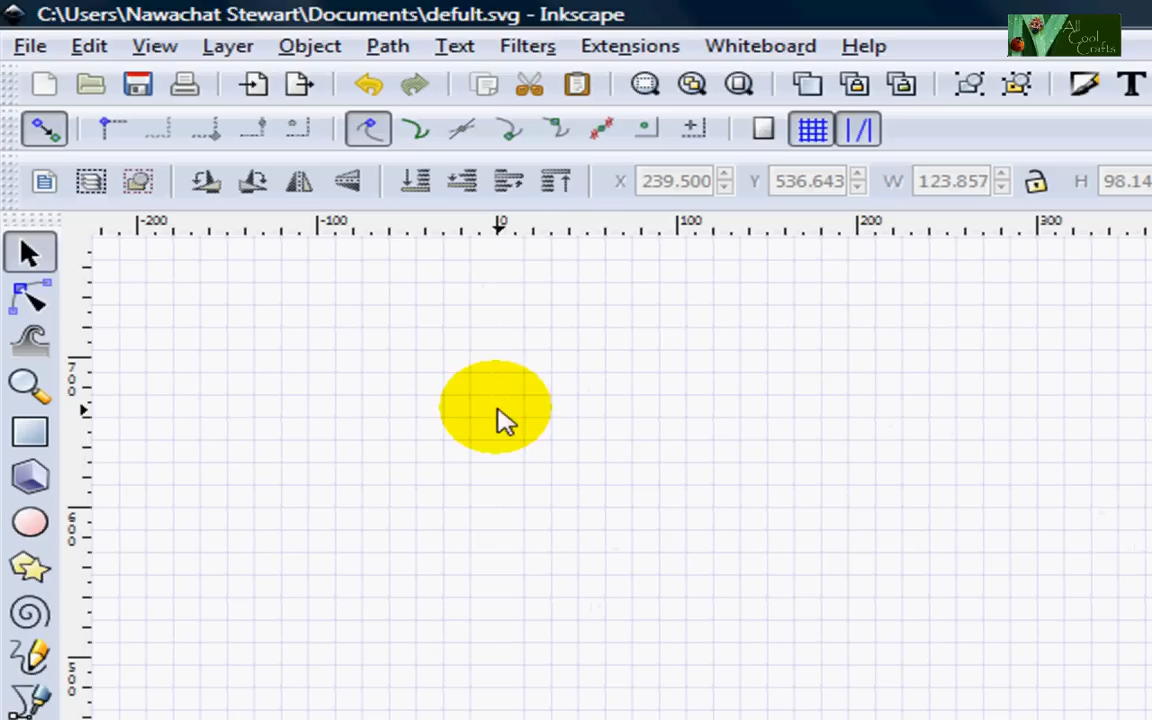 C:\Users\Nawachat Stewart\Documents\defult.svg - Inkscape
All
Cool
Crafts
File Edit View Layer Object Path Text Filters Extensions Whiteboard Help
T
X 239.500 Y 536.643 W 123.857 H 98.14
-200 -100 0 100 200 300
700
600
500